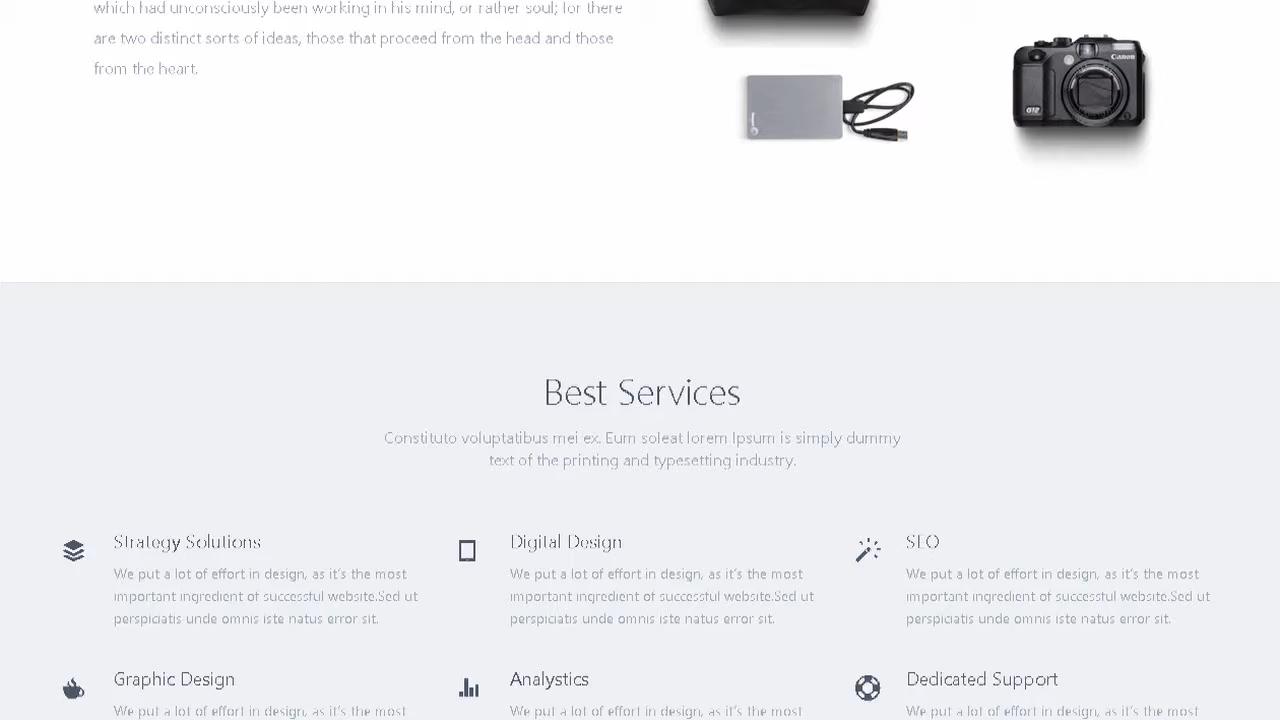 which had unconsciously been working in his mind, or rather soul; for there
are two distinct sorts of ideas, those that proceed from the head and those
from the heart.
Canon
G12
Best Services
Constituto voluptatibus mei ex. Eum soleat lorem Ipsum is simply dummy
text of the printing and typesetting industry.
Strategy Solutions
We put a lot of effort in design, as it's the most
important ingredient of successful website.Sed ut
perspiciatis unde omnis iste natus error sit.
Digital Design
We put a lot of effort in design, as it's the most
important ingredient of successful website.Sed ut
perspiciatis unde omnis iste natus error sit.
SEO
We put a lot of effort in design, as it's the most
important ingredient of successful website.Sed ut
perspiciatis unde omnis iste natus error sit.
Graphic Design
We put a lot of effort in design, as it's the most
Analystics
We put a lot of effort in design, as it's the most
Dedicated Support
We put a lot of effort in design, as it's the most